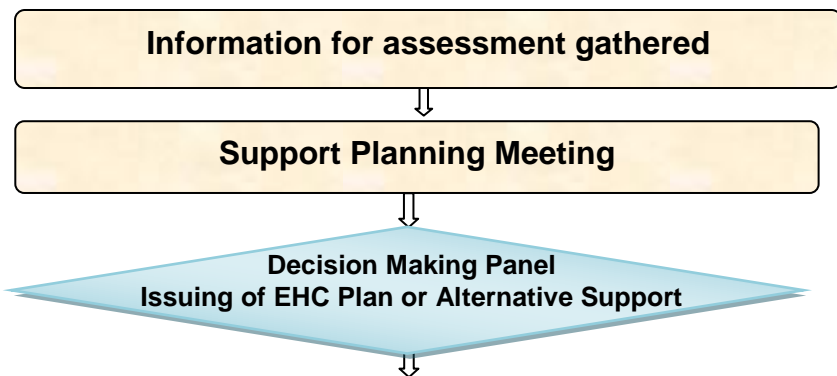 Information for assessment gathered
Support Planning Meeting
Decision Making Panel
Issuing of EHC Plan or Alternative Support